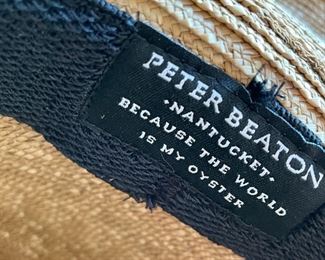 PETER BEATON
•NANTUCKET•
BECAUSE THE WORLD
IS MY OYSTER